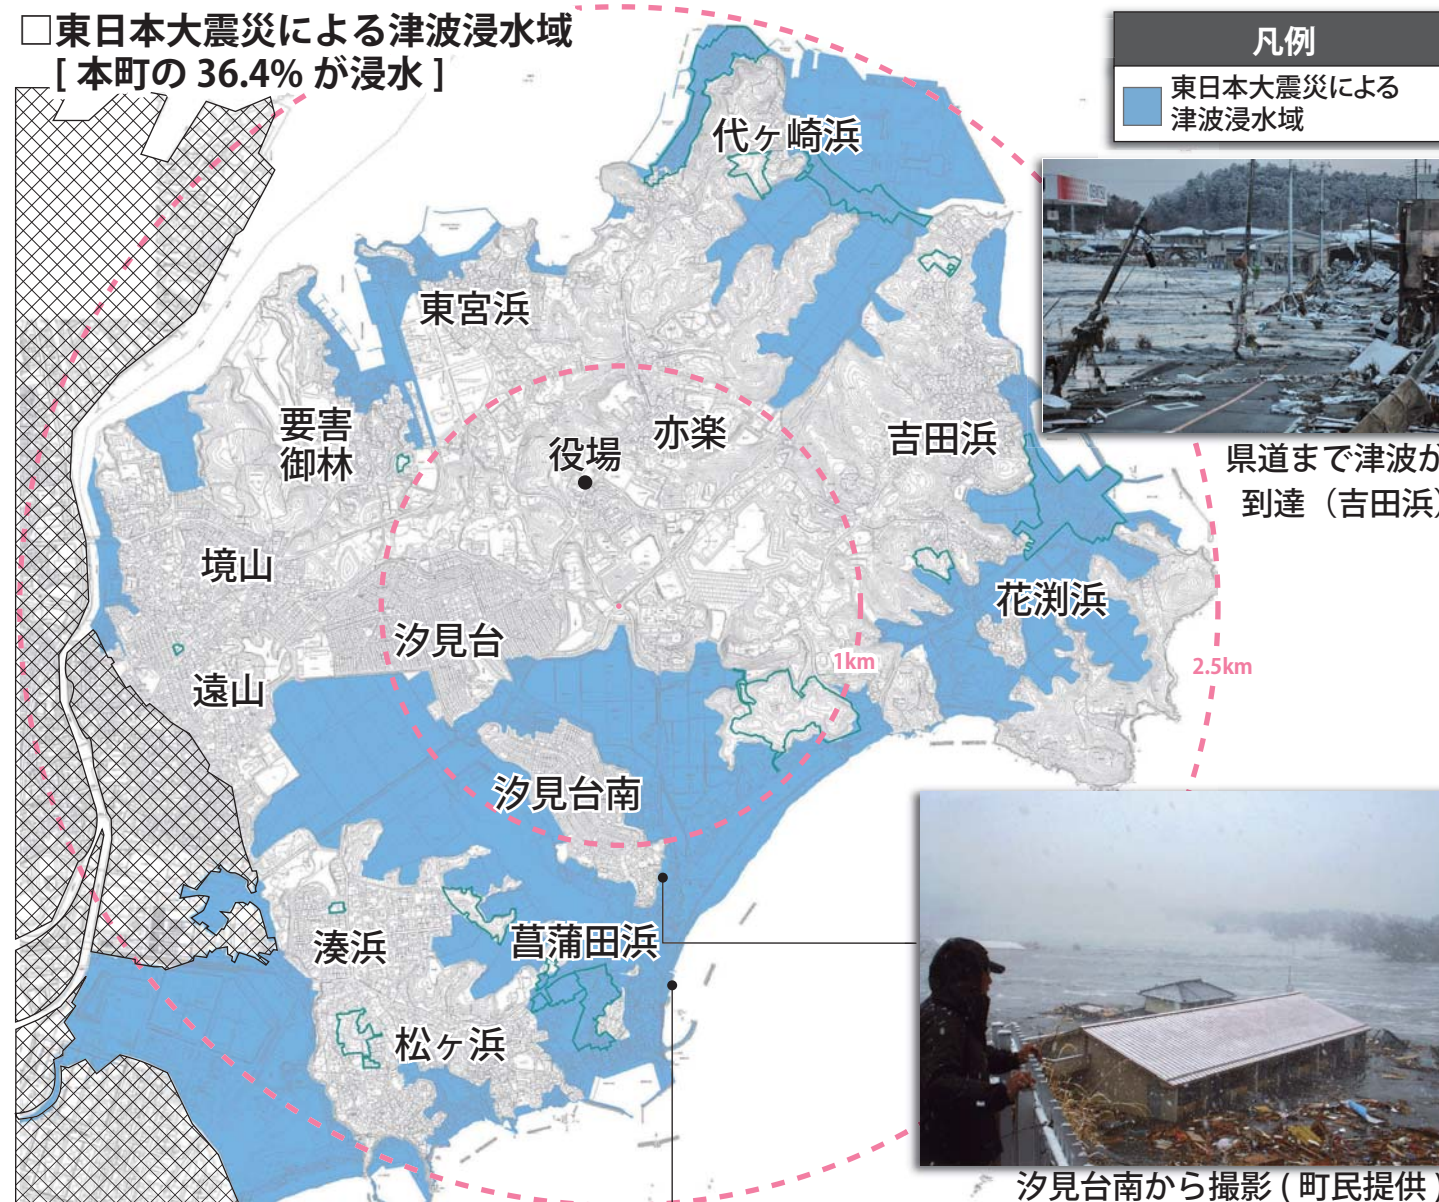 □東日本大震災による津波浸水域
[ 本町の 36.4% が浸水 ]
凡例
東日本大震災による
津波浸水域
代ヶ崎浜
東宮浜
要害
御林
役場
亦楽
吉田浜
県道まで津波が
到達（吉田浜）
境山
汐見台
花渕浜
遠山
1km
2.5km
汐見台南
湊浜
菖蒲田浜
松ヶ浜
汐見台南から撮影 ( 町民提供 )